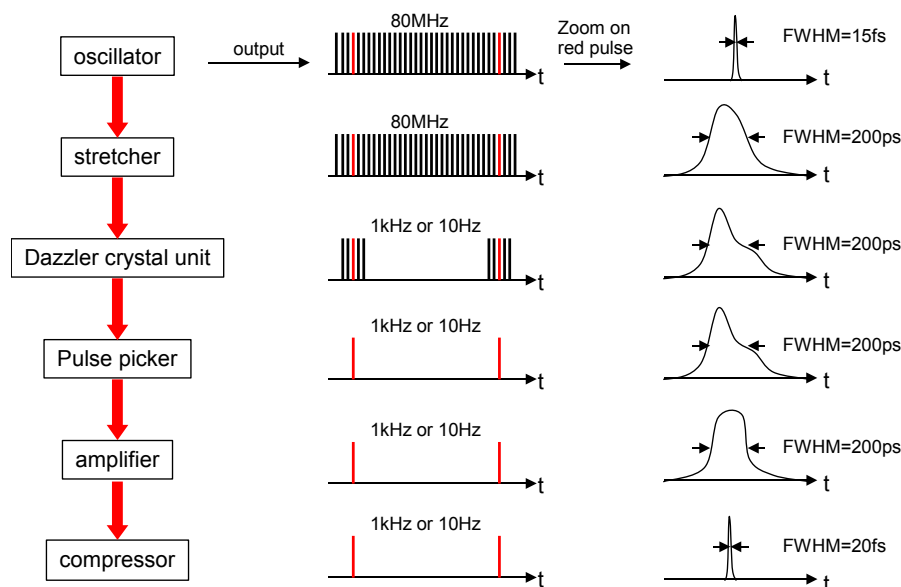 oscillator
output
80MHz
t
Zoom on
red pulse
FWHM=15fs
t
stretcher
80MHz
t
FWHM=200ps
t
Dazzler crystal unit
1kHz or 10Hz
t
FWHM=200ps
t
Pulse picker
1kHz or 10Hz
t
FWHM=200ps
t
amplifier
1kHz or 10Hz
t
FWHM=200ps
t
compressor
1kHz or 10Hz
t
FWHM=20fs
t